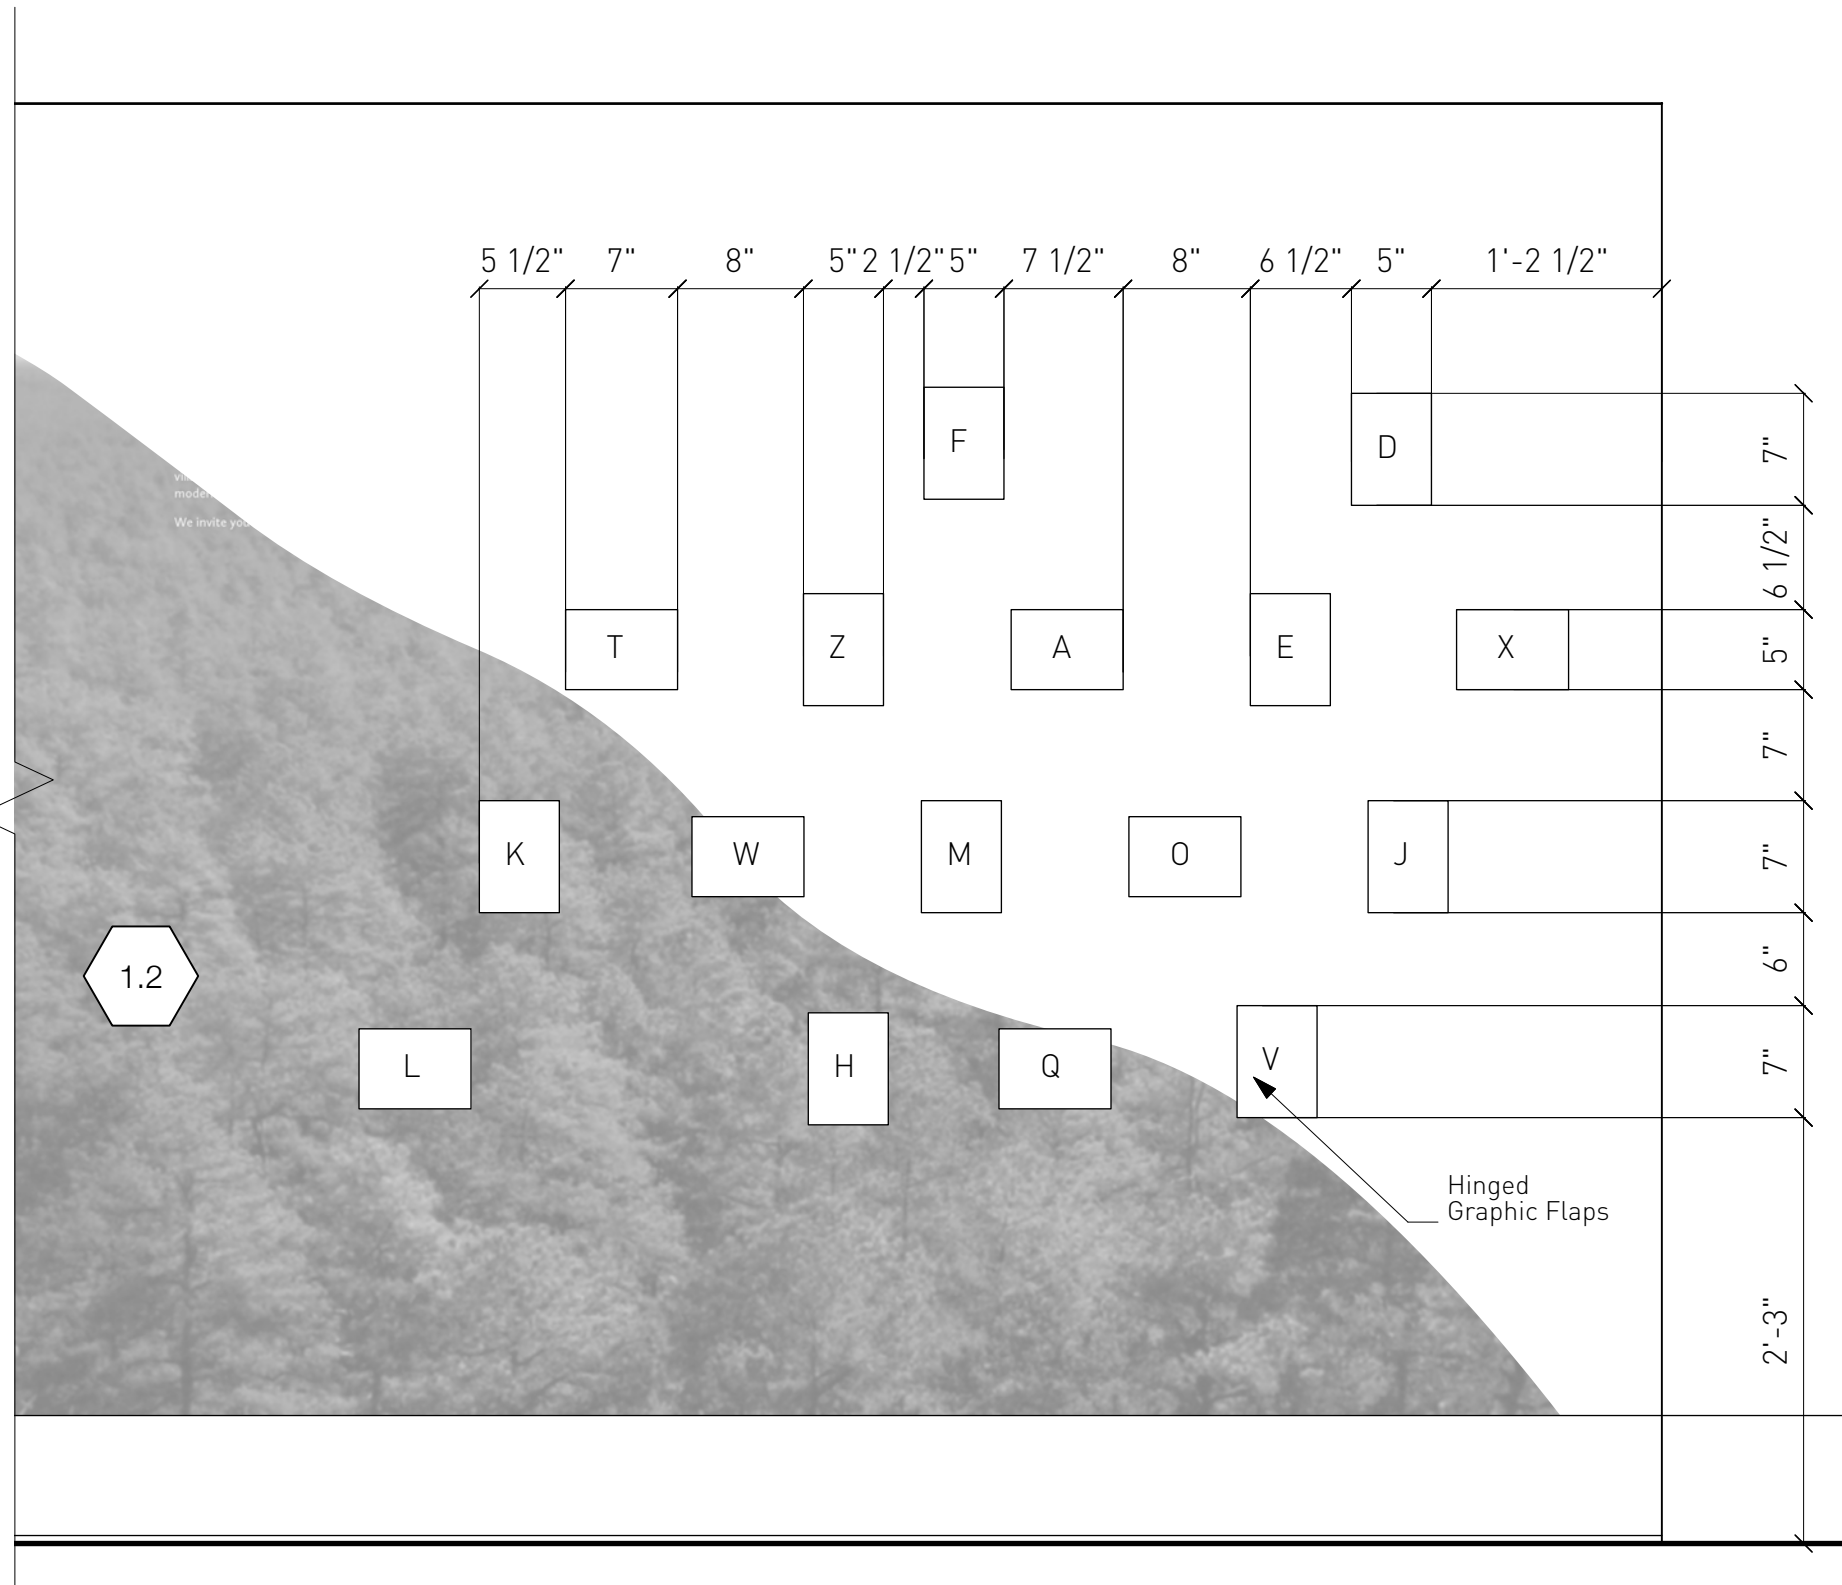 5 1/2" 7" 8" 5" 2 1/2" 5" 7 1/2" 8" 6 1/2" 5" 1'-2 1/2"
F D
7"
moder
We invite you
6 1/2"
T Z A E X
5"
7"
K W M O J
7"
6"
1.2
L H Q V
7"
Hinged
Graphic Flaps
2'-3"